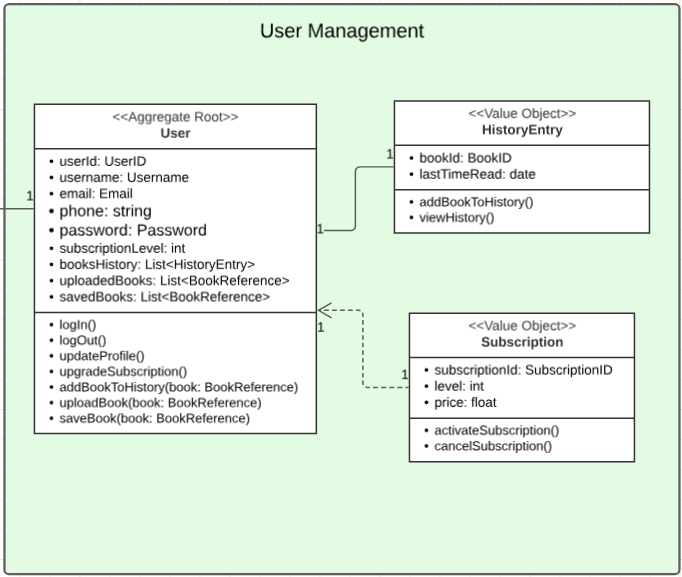 User Management
<<Aggregate Root>>
User
• userId: UserID
• username: Username
• email: Email
• phone: string
• password: Password
• subscriptionLevel: int
• booksHistory: List<HistoryEntry>
• uploadedBooks: List<BookReference>
• savedBooks: List<BookReference>
• logIn()
• logOut()
• updateProfile()
• upgradeSubscription()
• addBookToHistory(book: BookReference)
• uploadBook(book: BookReference)
• saveBook(book: BookReference)
1
1
1
<<Value Object>>
HistoryEntry
• bookId: BookID
• lastTimeRead: date
• addBookToHistory()
• viewHistory()
1
1
<<Value Object>>
Subscription
• subscriptionId: SubscriptionID
• level: int
• price: float
• activateSubscription()
• cancelSubscription()